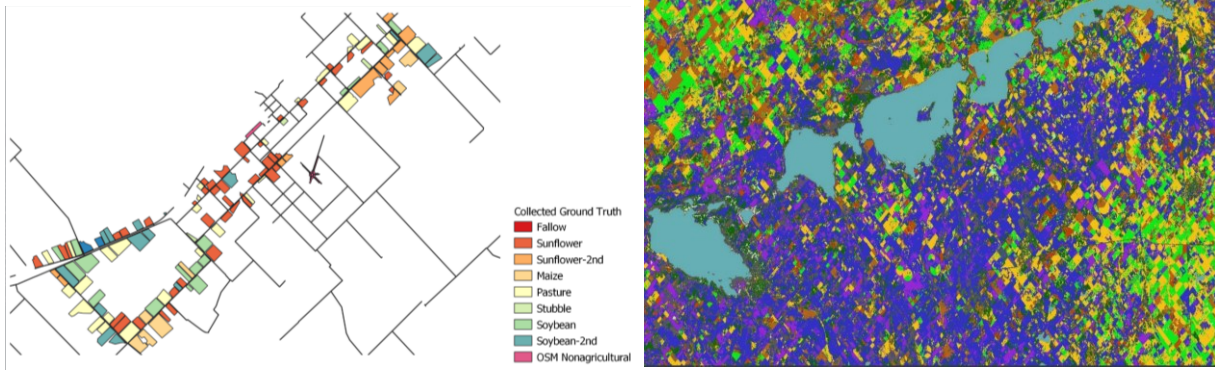 Collected Ground Truth
Fallow
Sunflower
Sunflower-2nd
Maize
Pasture
Stubble
Soybean
Soybean-2nd
OSM Nonagricultural